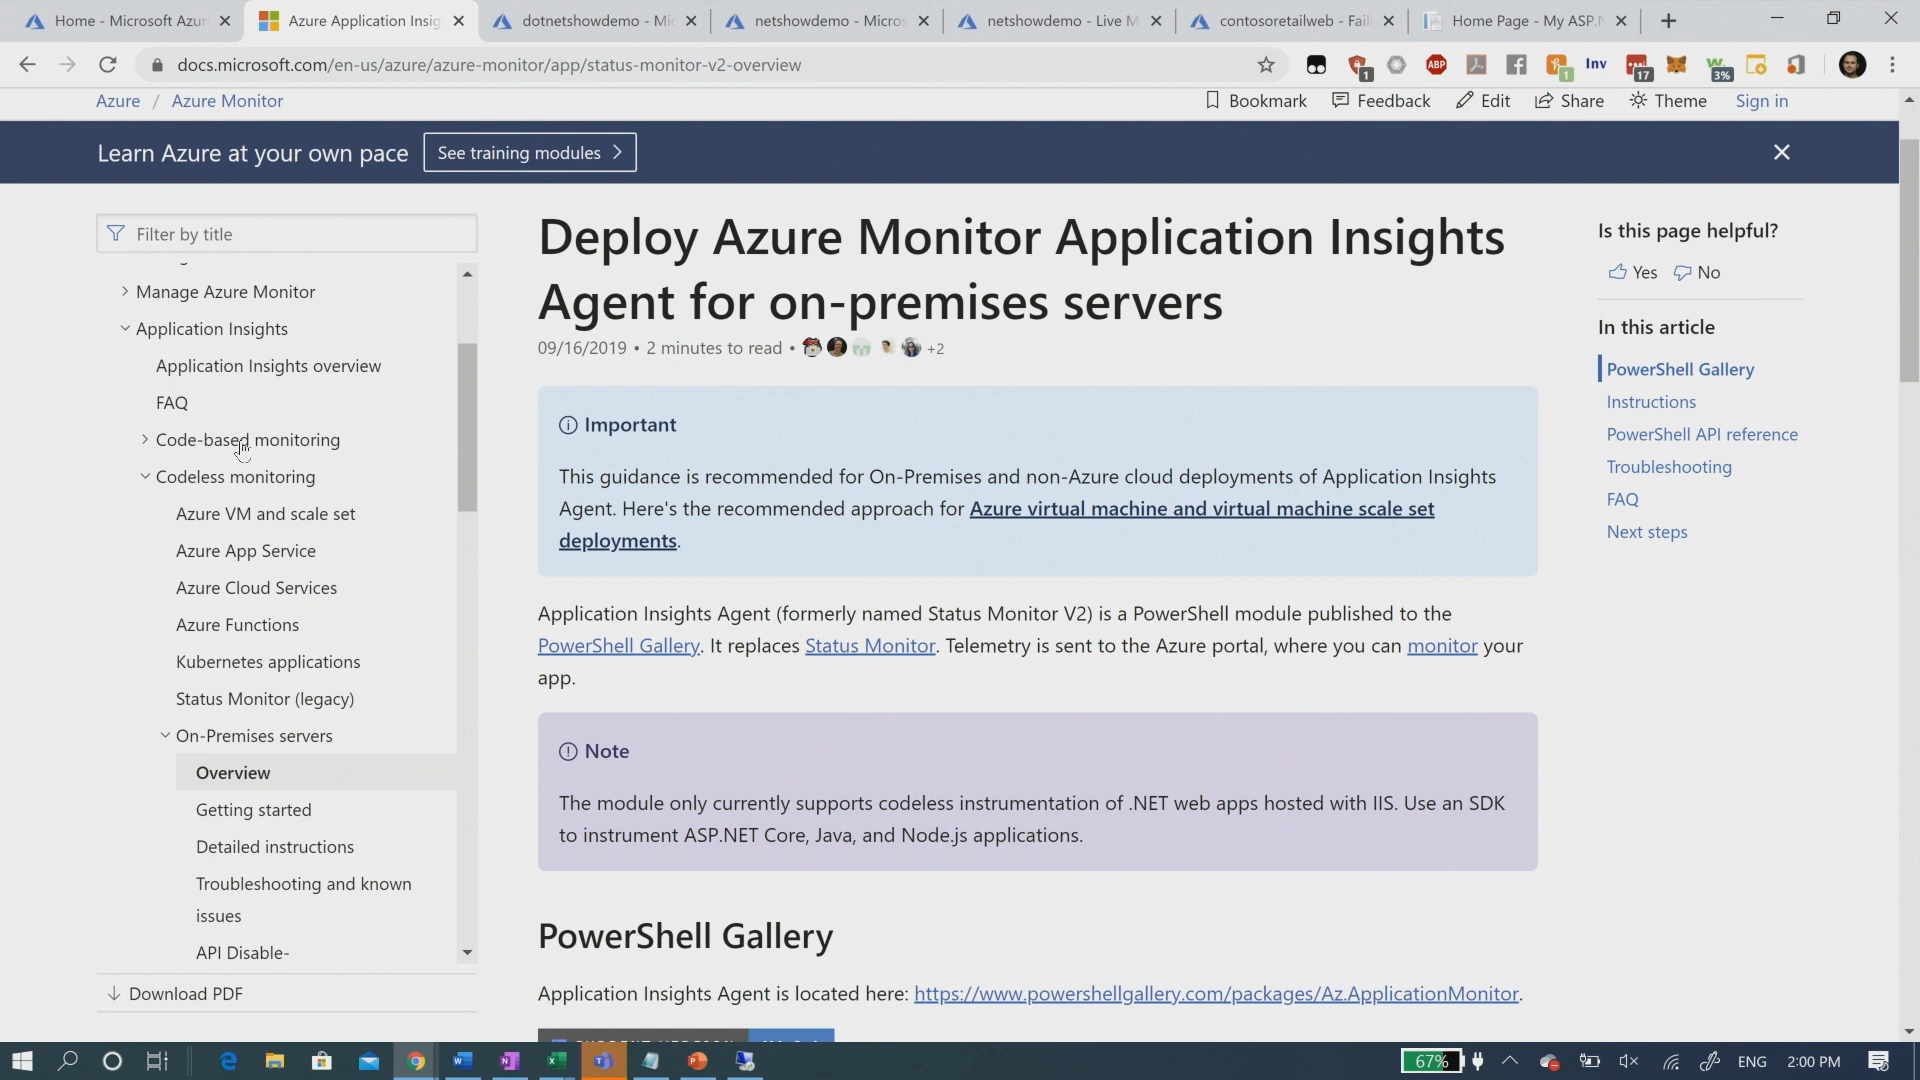 Home - Microsoft Azur
Azure Application Insig
dotnetshowdemo - Mi
netshowdemo - Micros
netshowdemo - Live M
contosoretailweb - Fail
Home Page - My ASP.N
docs.microsoft.com/en-us/azure/azure-monitor/app/status-monitor-v2-overview
1
ABP
1
Inv
17
3%
Azure / Azure Monitor
Bookmark
Feedback
Edit
Share
Theme
Sign in
Learn Azure at your own pace
See training modules
Filter by title
Manage Azure Monitor
Application Insights
Application Insights overview
FAQ
Code-based monitoring
Codeless monitoring
Azure VM and scale set
Azure App Service
Azure Cloud Services
Azure Functions
Kubernetes applications
Status Monitor (legacy)
On-Premises servers
Overview
Getting started
Detailed instructions
Troubleshooting and known
issues
API Disable-
Download PDF
Deploy Azure Monitor Application Insights
Agent for on-premises servers
09/16/2019 • 2 minutes to read • +2
Important
This guidance is recommended for On-Premises and non-Azure cloud deployments of Application Insights
Agent. Here's the recommended approach for Azure virtual machine and virtual machine scale set
deployments.
Application Insights Agent (formerly named Status Monitor V2) is a PowerShell module published to the
PowerShell Gallery. It replaces Status Monitor. Telemetry is sent to the Azure portal, where you can monitor your
app.
Note
The module only currently supports codeless instrumentation of .NET web apps hosted with IIS. Use an SDK
to instrument ASP.NET Core, Java, and Node.js applications.
PowerShell Gallery
Application Insights Agent is located here: https://www.powershellgallery.com/packages/Az.ApplicationMonitor.
Is this page helpful?
Yes
No
In this article
PowerShell Gallery
Instructions
PowerShell API reference
Troubleshooting
FAQ
Next steps
67%
ENG
2:00 PM